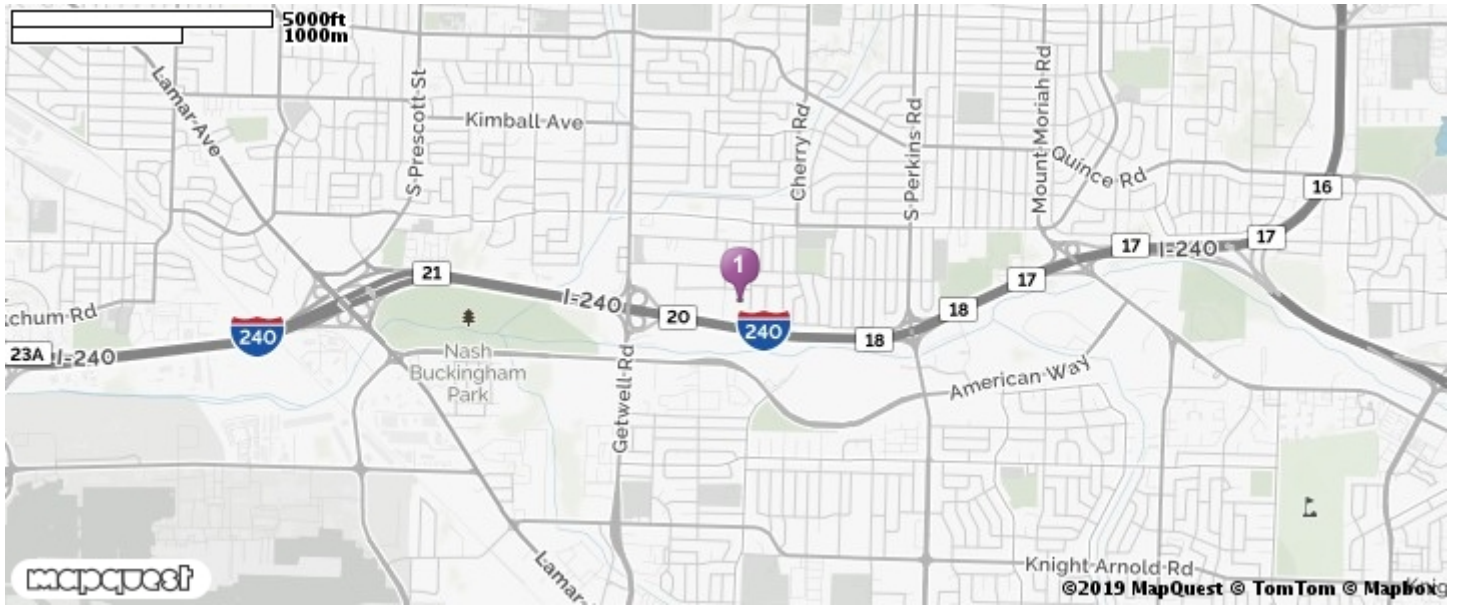 5000ft
1000m
Lamar Ave
S Prescott St
Kimball Ave
Cherry Rd
S Perkins Rd
Mount Moriah Rd
Quince Rd
16
17
17
I-240
1
17
21
I-240
20
18
240
240
18
chum Rd
23A
I-240
Nash
Buckingham
Park
Getwell Rd
American Way
Lamar
Knight Arnold Rd
mapquest
©2019 MapQuest © TomTom © Mapbox